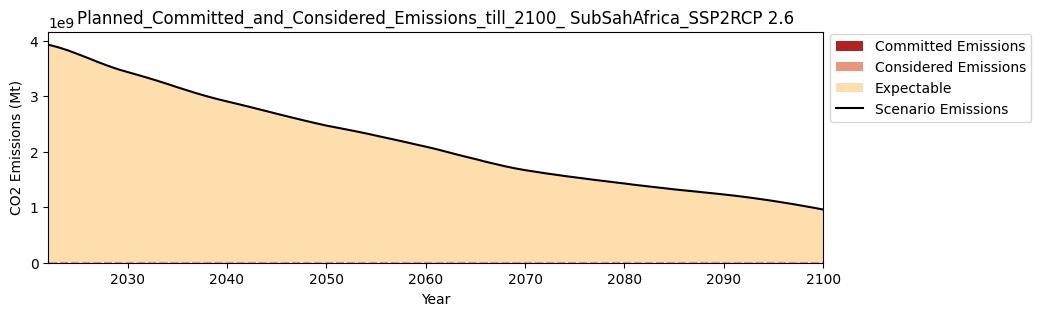 Planned_Committed_and_Considered_Emissions_till_2100_ SubSahAfrica_SSP2RCP 2.6
1e9
4
3
2
1
0
CO2 Emissions (Mt)
2030 2040 2050 2060 2070 2080 2090 2100
Year
Committed Emissions
Considered Emissions
Expectable
Scenario Emissions